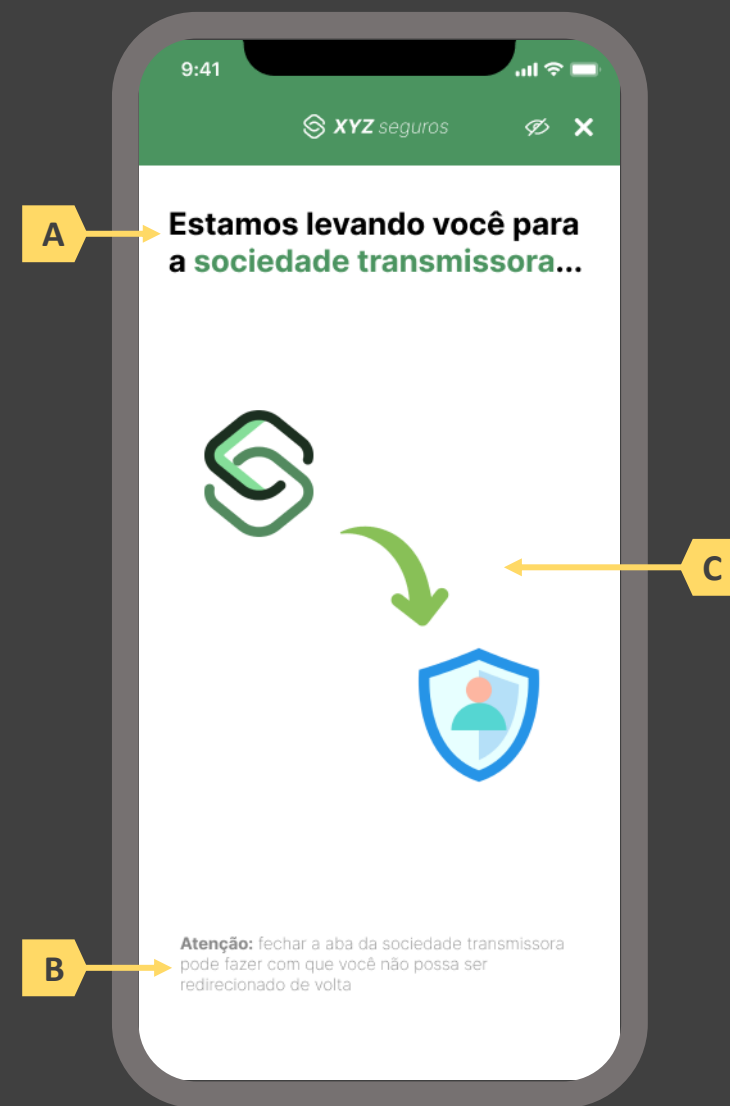 9:41
XYZ seguros
A
Estamos levando você para
a sociedade transmissora...
C
B
Atenção: fechar a aba da sociedade transmissora
pode fazer com que você não possa ser
redirecionado de volta